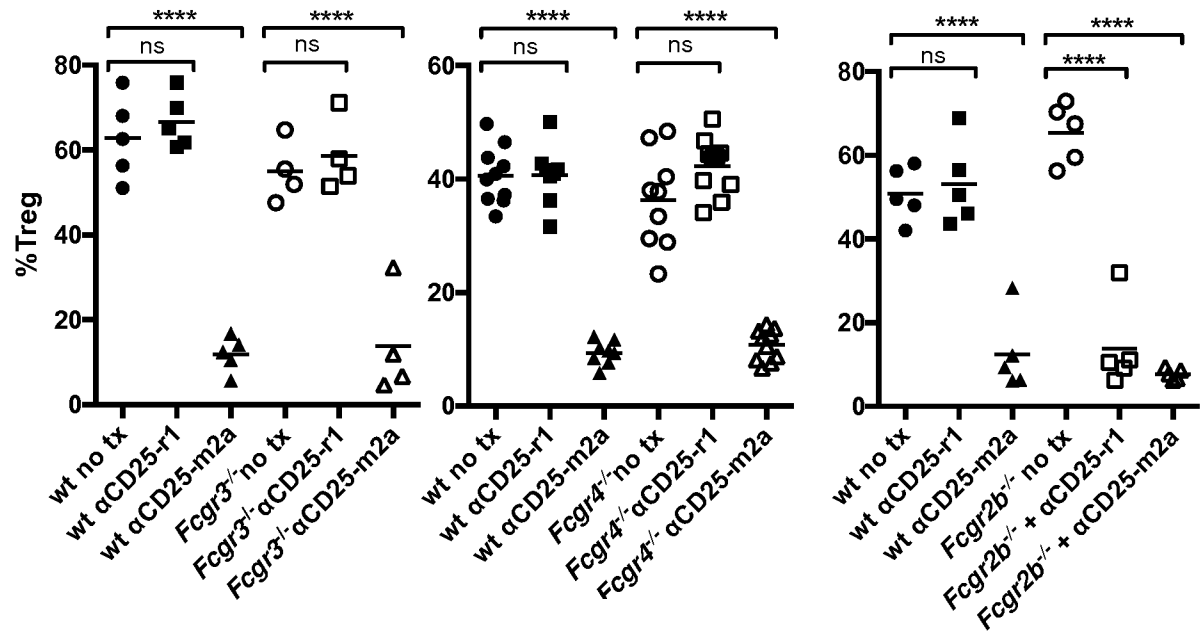 **** **** **** **** **** ****
ns ns ns ns ns ****
%Treg
80
60
40
20
0
wt no tx
wt αCD25-r1
wt αCD25-m2a
Fcgr3-/- no tx
Fcgr3-/- αCD25-r1
Fcgr3-/- αCD25-m2a
60
40
20
0
wt no tx
wt αCD25-r1
wt αCD25-m2a
Fcgr4-/- no tx
Fcgr4-/- αCD25-r1
Fcgr4-/- αCD25-m2a
80
60
40
20
0
wt no tx
wt αCD25-r1
wt αCD25-m2a
Fcgr2b-/- no tx
Fcgr2b-/- + αCD25-r1
Fcgr2b-/- + αCD25-m2a